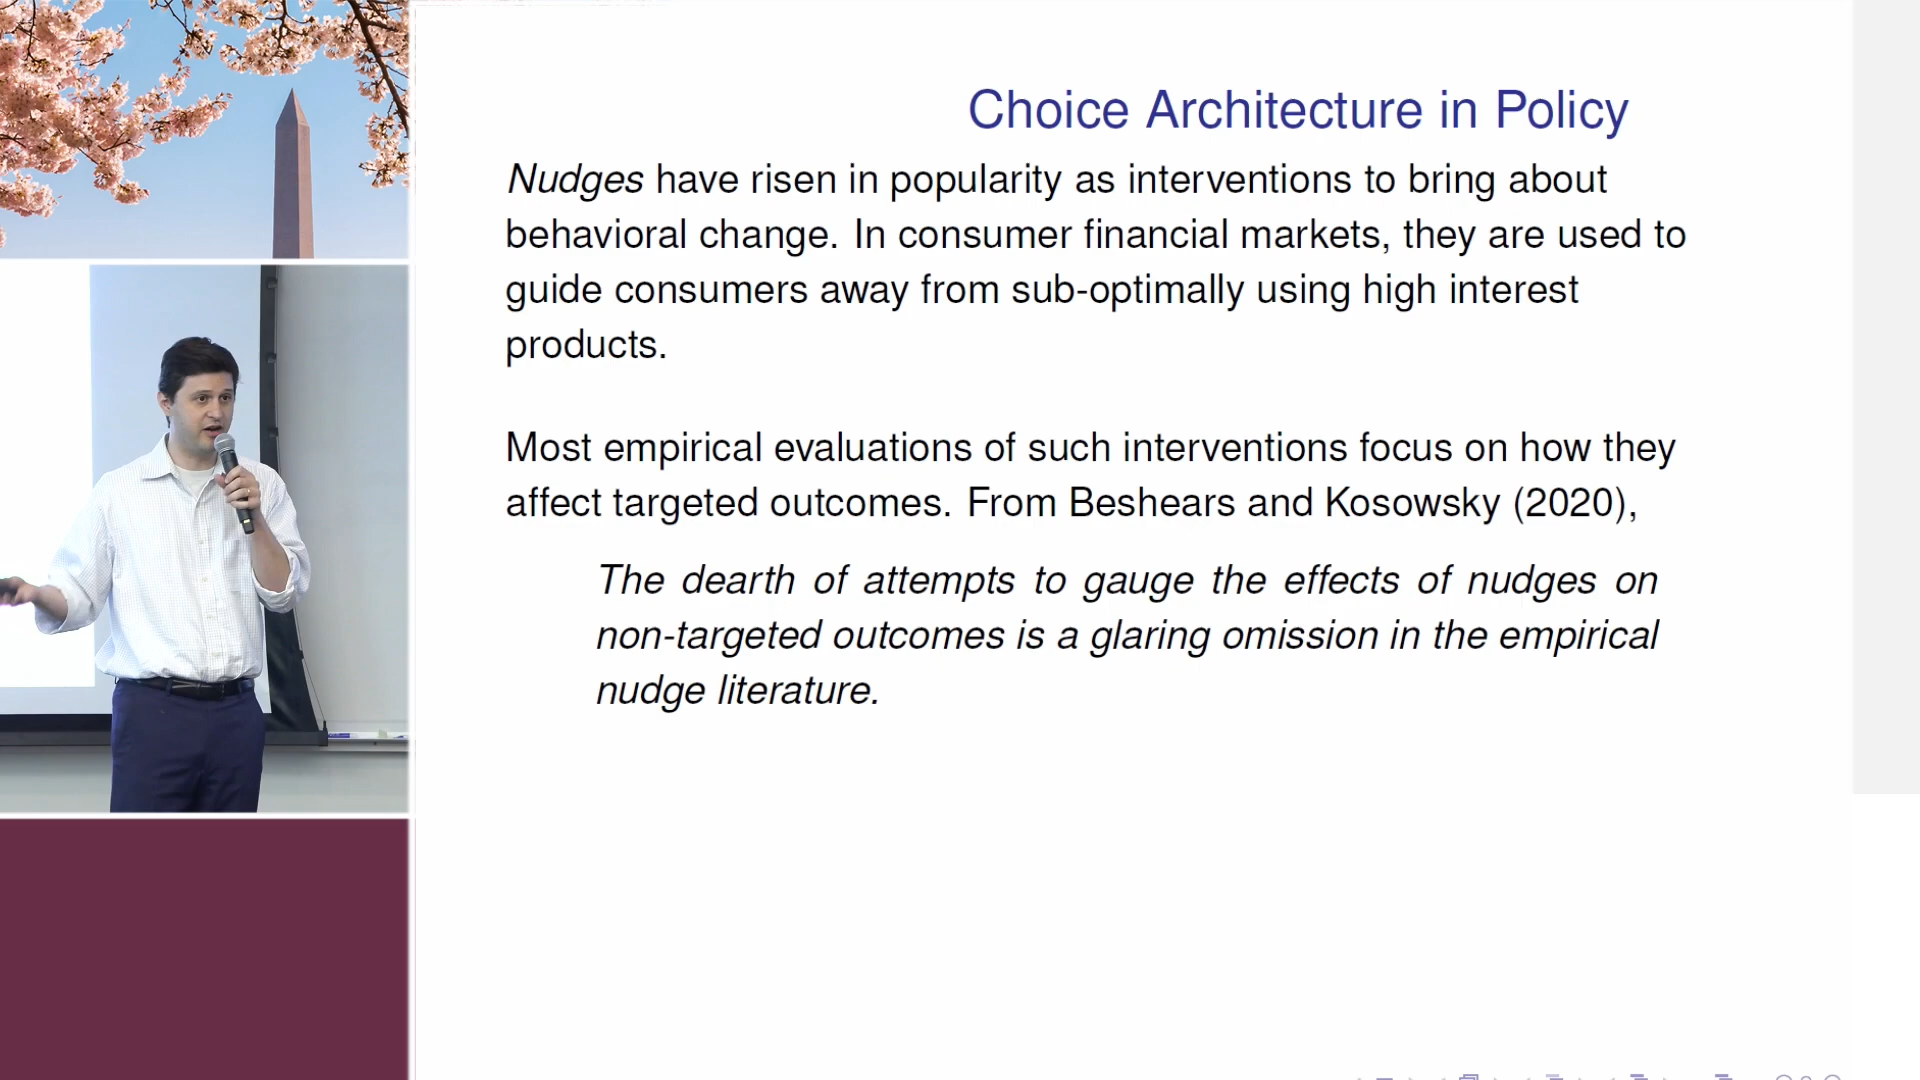 Choice Architecture in Policy
Nudges have risen in popularity as interventions to bring about
behavioral change. In consumer financial markets, they are used to
guide consumers away from sub-optimally using high interest
products.
Most empirical evaluations of such interventions focus on how they
affect targeted outcomes. From Beshears and Kosowsky (2020),
The dearth of attempts to gauge the effects of nudges on
non-targeted outcomes is a glaring omission in the empirical
nudge literature.